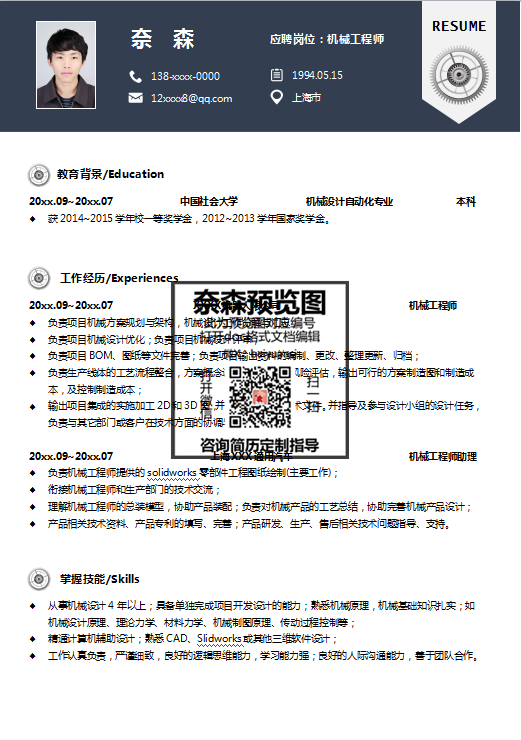 奈 森
应聘岗位：机械工程师
RESUME
138-xxxx-0000
1994.05.15
12xxxx8@qq.com
上海市
教育背景/Education
20xx.09~20xx.07 中国社会大学 机械设计自动化专业 本科
获 2014~2015 学年校一等奖学金，2012~2013 学年国家奖学金。
工作经历/Experiences
20xx.09~20xx.07 机械工程师
奈森预览图
负责项目机械方案规划与架构，机械设计
负责项目机械设计优化；负责项目
打开doc格式文档编辑
负责项目 BOM、图纸等文件完善；负责项目输出资料的编制、更改、整理更新、归档；
负责生产线体的工艺流程整合，方案概念 风险评估，输出可行的方案制造图和制造成
本，及控制制造成本；
打开微信
扫一扫
输出项目集成的实施加工 2D 和 3D 图，并 技术文件。并指导及参与设计小组的设计任务，
负责与其它部门或客户在技术方面的协调
咨询简历定制指导
20xx.09~20xx.07 上海XXX通用汽车 机械工程师助理
负责机械工程师提供的 solidworks 零部件工程图纸绘制(主要工作)；
衔接机械工程师和生产部门的技术交流；
理解机械工程师的总装模型，协助产品装配；负责对机械产品的工艺总结，协助完善机械产品设计；
产品相关技术资料、产品专利的填写、完善；产品研发、生产、售后相关技术问题指导、支持。
掌握技能/Skills
从事机械设计 4 年以上；具备单独完成项目开发设计的能力；熟悉机械原理，机械基础知识扎实；如
机械设计原理、理论力学、材料力学、机械制图原理、传动过程控制等；
精通计算机辅助设计；熟悉 CAD、Slidworks 或其他三维软件设计；
工作认真负责，严谨细致，良好的逻辑思维能力，学习能力强；良好的人际沟通能力，善于团队合作。